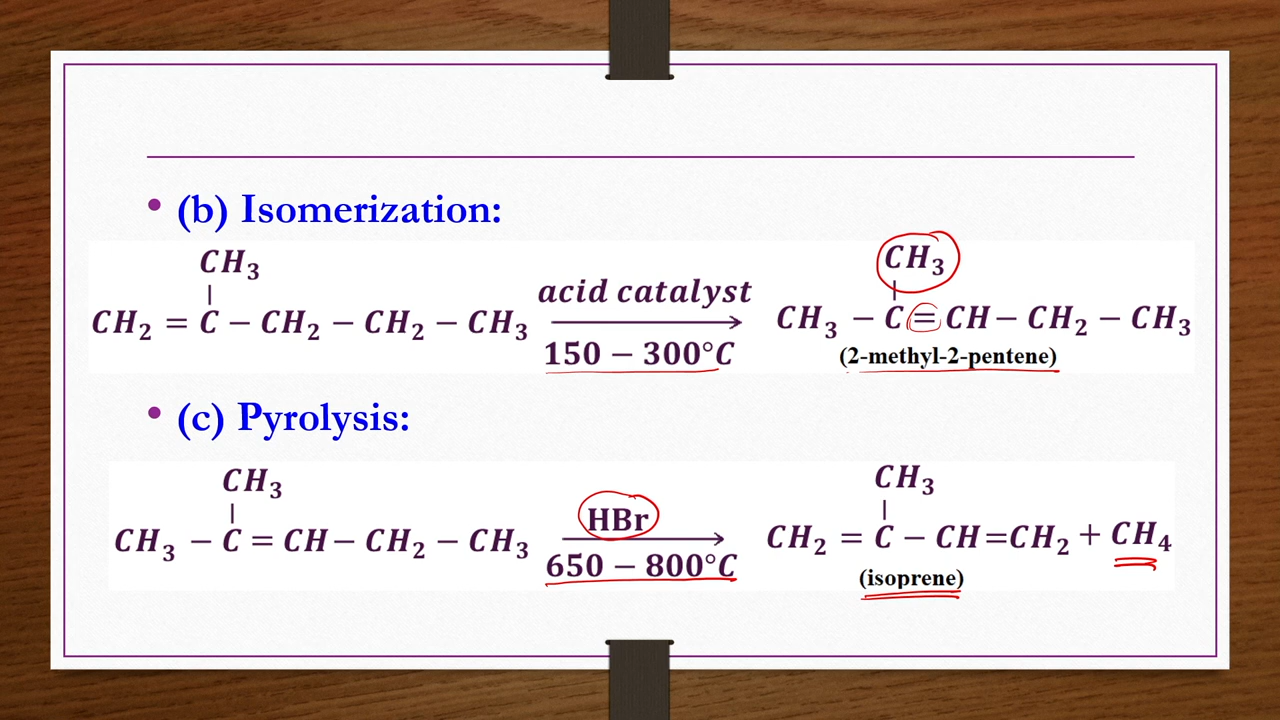 • (b) Isomerization:
CH₃ CH₃
| |
CH₂ = C − CH₂ − CH₂ − CH₃ acid catalyst CH₃ − C = CH − CH₂ − CH₃
150 − 300°C (2-methyl-2-pentene)
• (c) Pyrolysis:
CH₃ CH₃
| |
CH₃ − C = CH − CH₂ − CH₃ HBr CH₂ = C − CH=CH₂ + CH₄
650 − 800°C (isoprene)